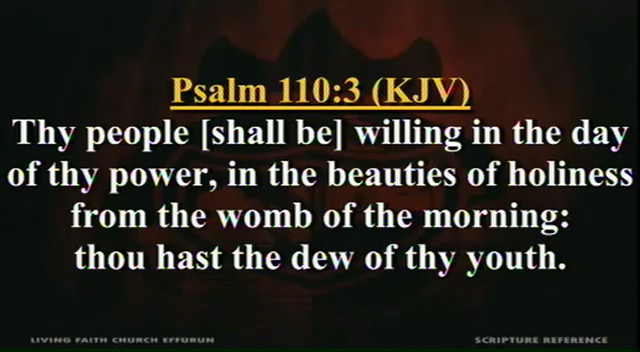 Psalm 110:3 (KJV)
Thy people [shall be] willing in the day
of thy power, in the beauties of holiness
from the womb of the morning:
thou hast the dew of thy youth.
LIVING FAITH CHURCH EFFURUN
SCRIPTURE REFERENCE